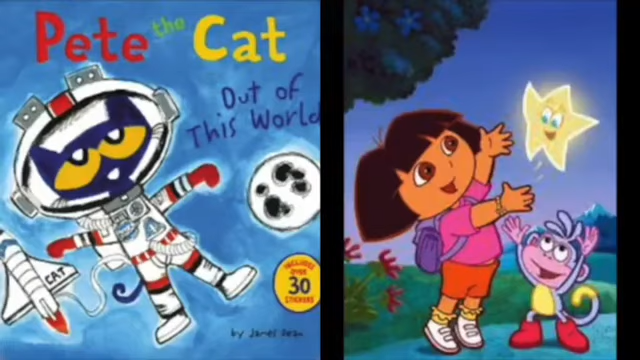 Pete the Cat
Out of
This World
CAT
INCLUDES
OVER
30
STICKERS
by James Dean